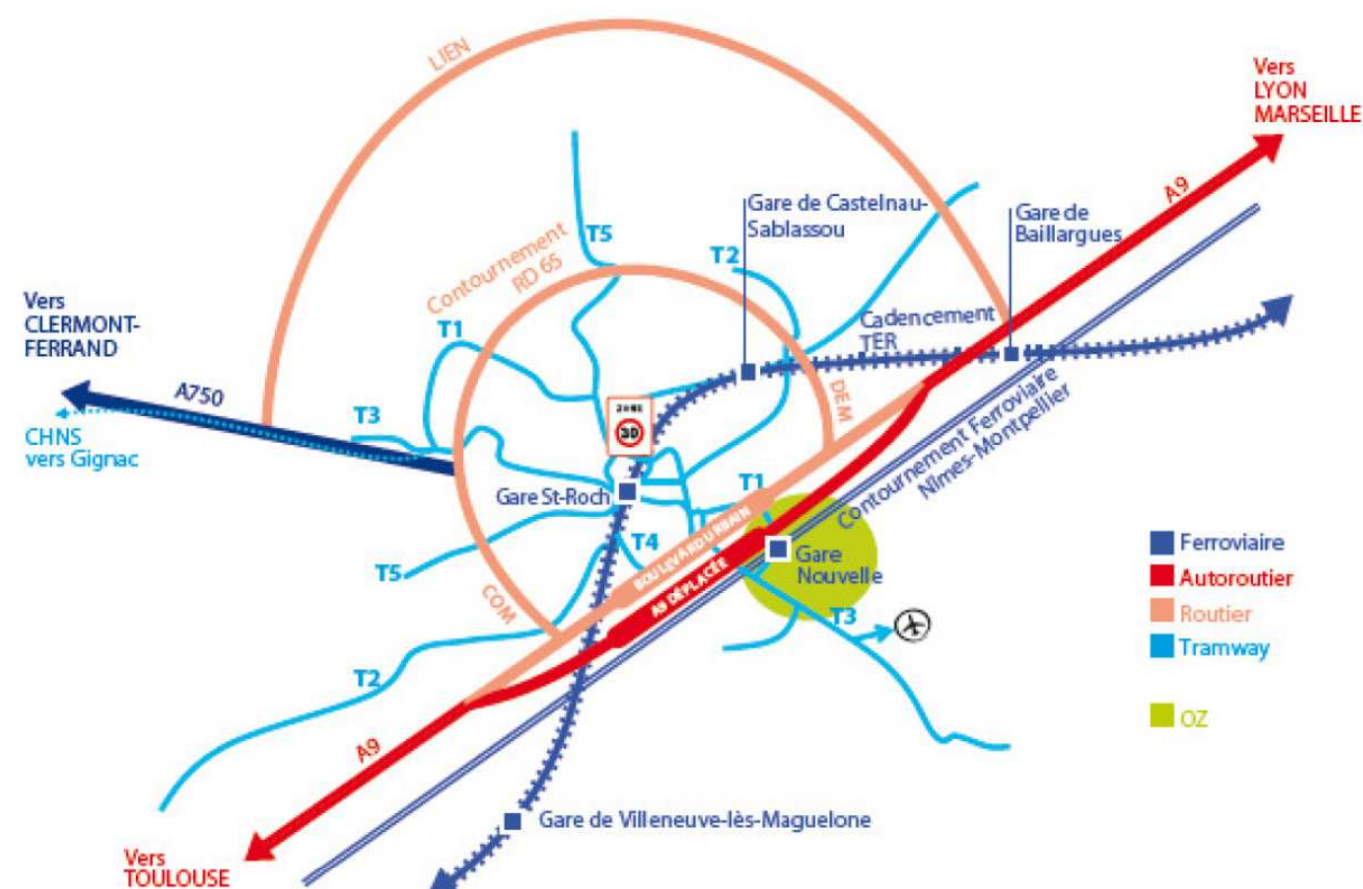 LIEN
Vers
LYON
MARSEILLE
A9
Gare de Castelnau-
Sablassou
Gare de
Baillargues
T5
T2
Contournement
RD 65
Vers
CLERMONT-
FERRAND
T1
Cadencement
TER
A750
T3
CHNS
vers Gignac
DEM
ZONE
30
Contournement Ferroviaire
Nîmes-Montpellier
Gare St-Roch
T1
BOULEVARD URBAIN
T4
A9 DÉPLACÉE
Gare
Nouvelle
T5
COM
T3
T2
A9
Gare de Villeneuve-lès-Maguelone
Vers
TOULOUSE
Ferroviaire
Autoroutier
Routier
Tramway
OZ